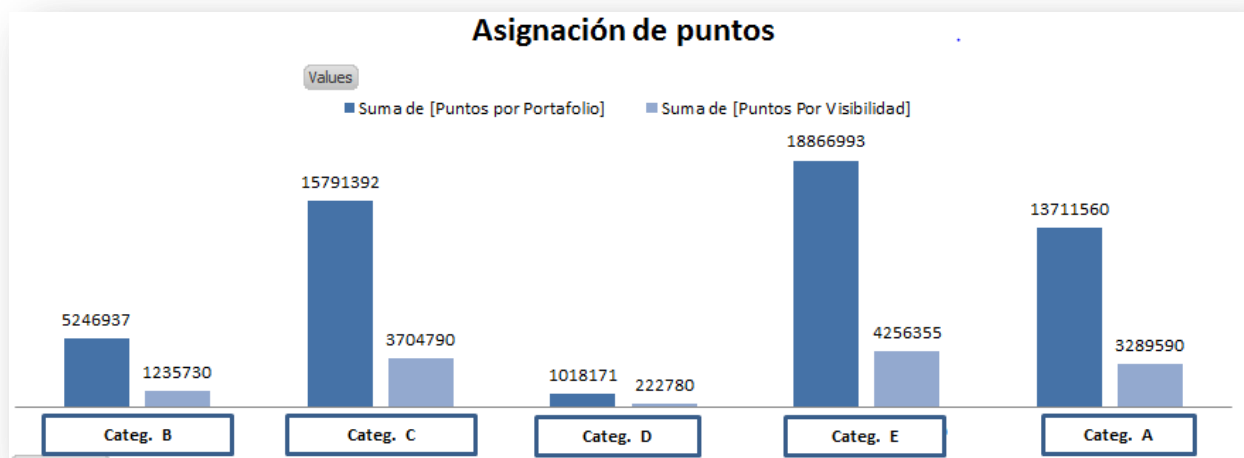 Asignación de puntos
Values
Suma de [Puntos por Portafolio] Suma de [Puntos Por Visibilidad]
18866993
15791392
13711560
5246937
4256355
3704790
3289590
1235730
1018171
222780
Categ. B Categ. C Categ. D Categ. E Categ. A